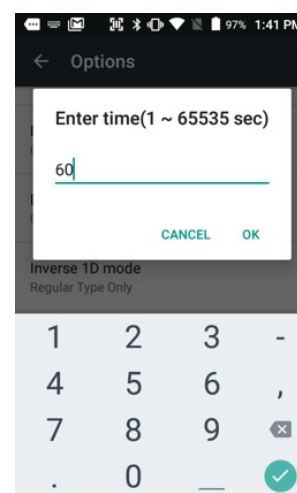 97% 1:41 PM
Options
Enter time(1 ~ 65535 sec)
60
CANCEL OK
Inverse 1D mode
Regular Type Only
1 2 3 -
4 5 6 ,
7 8 9
. 0 _